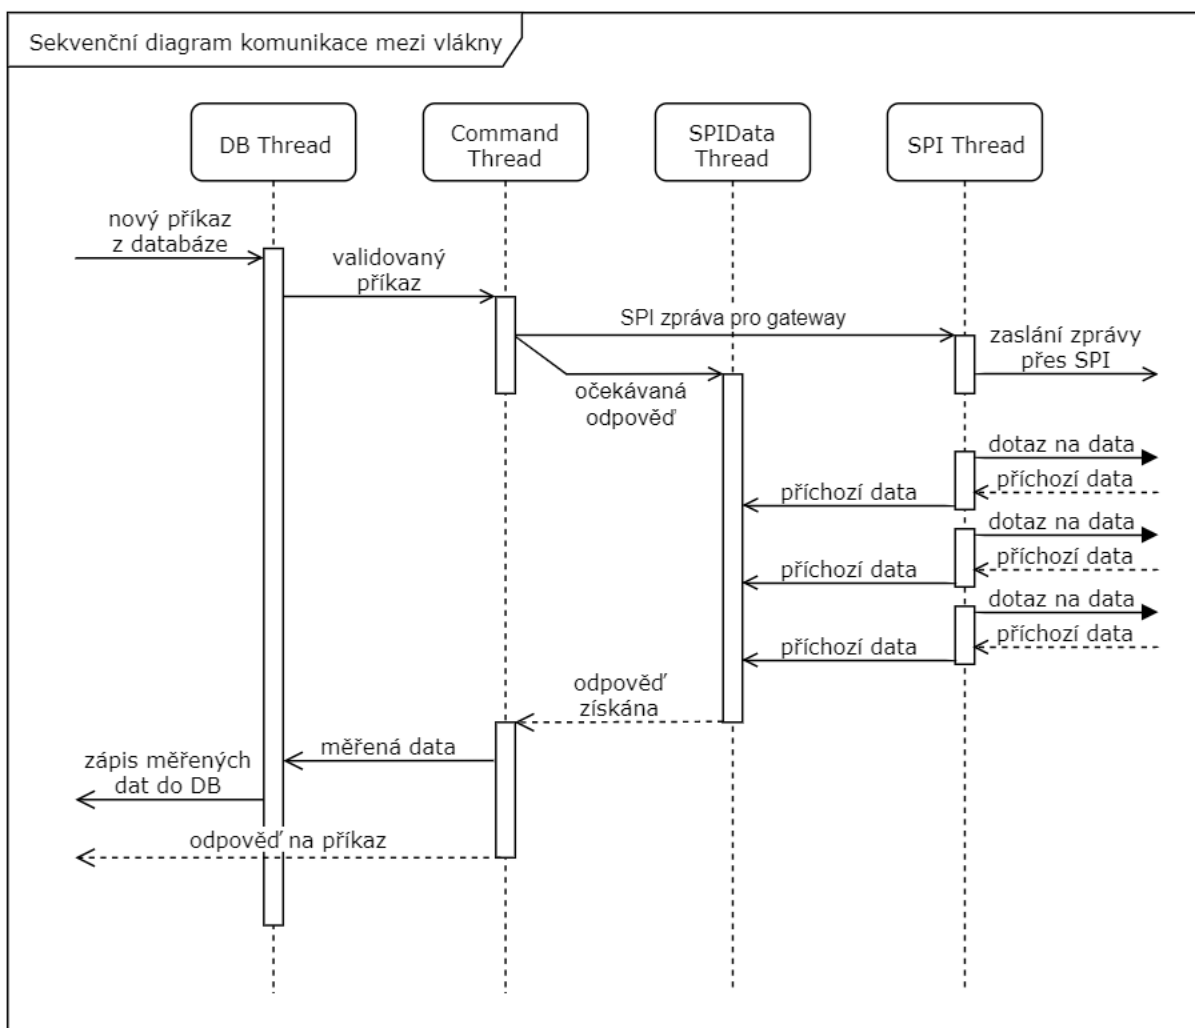 Sekvenční diagram komunikace mezi vlákny
DB Thread
Command
Thread
SPIData
Thread
SPI Thread
nový příkaz
z databáze
validovaný
příkaz
SPI zpráva pro gateway
zaslání zprávy
přes SPI
očekávaná
odpověď
dotaz na data
příchozí data
příchozí data
dotaz na data
příchozí data
příchozí data
dotaz na data
příchozí data
příchozí data
odpověď
získána
měřená data
zápis měřených
dat do DB
odpověď na příkaz